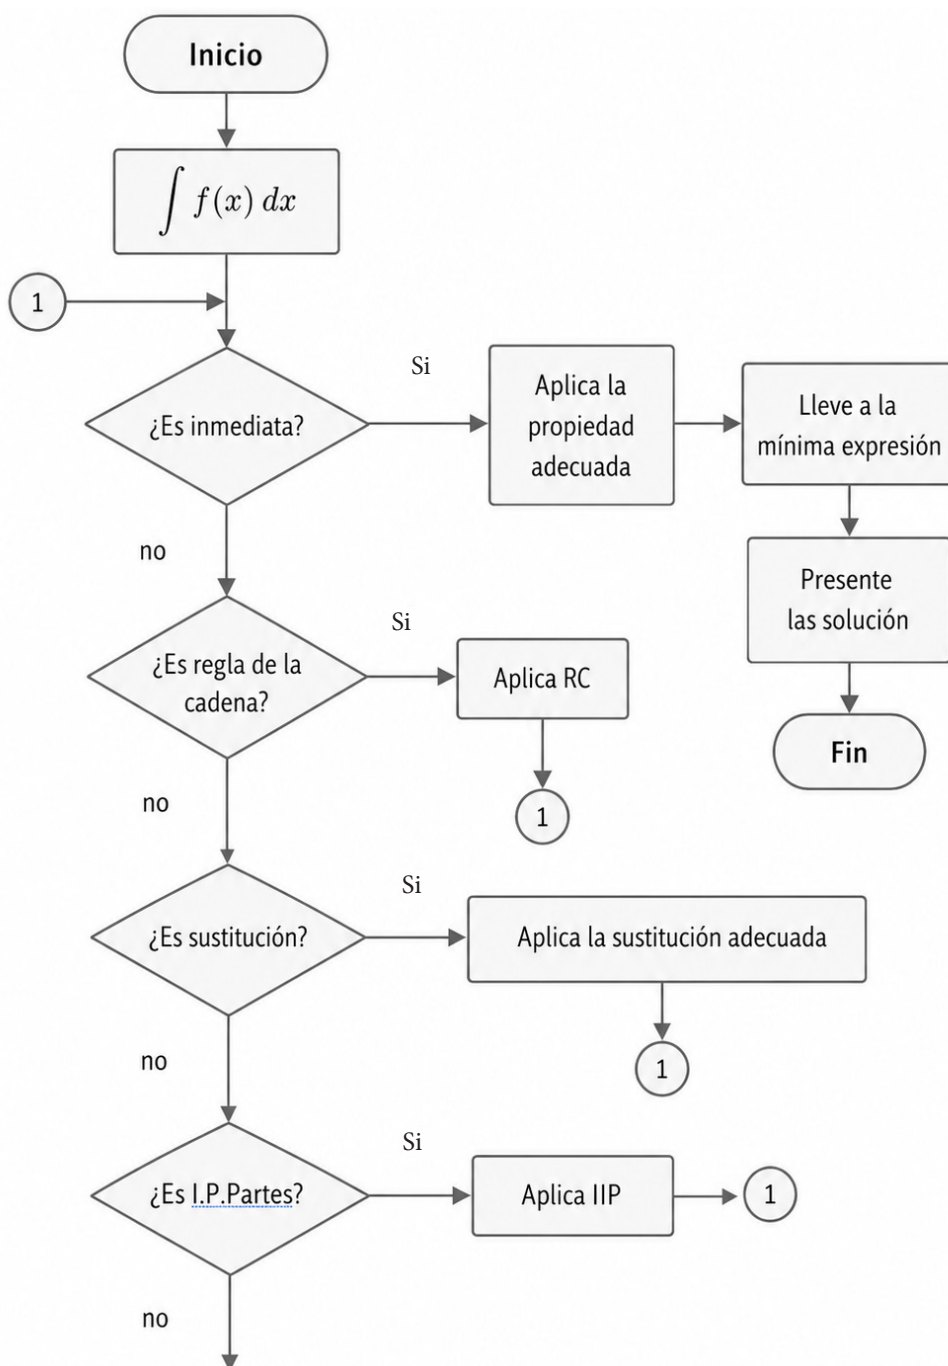 Inicio
∫ f(x) dx
1
¿Es inmediata?
Si
Aplica la
propiedad
adecuada
Lleve a la
mínima expresión
Presente
las solución
Fin
no
¿Es regla de la
cadena?
Si
Aplica RC
1
no
¿Es sustitución?
Si
Aplica la sustitución adecuada
1
no
¿Es I.P.Partes?
Si
Aplica IIP
1
no